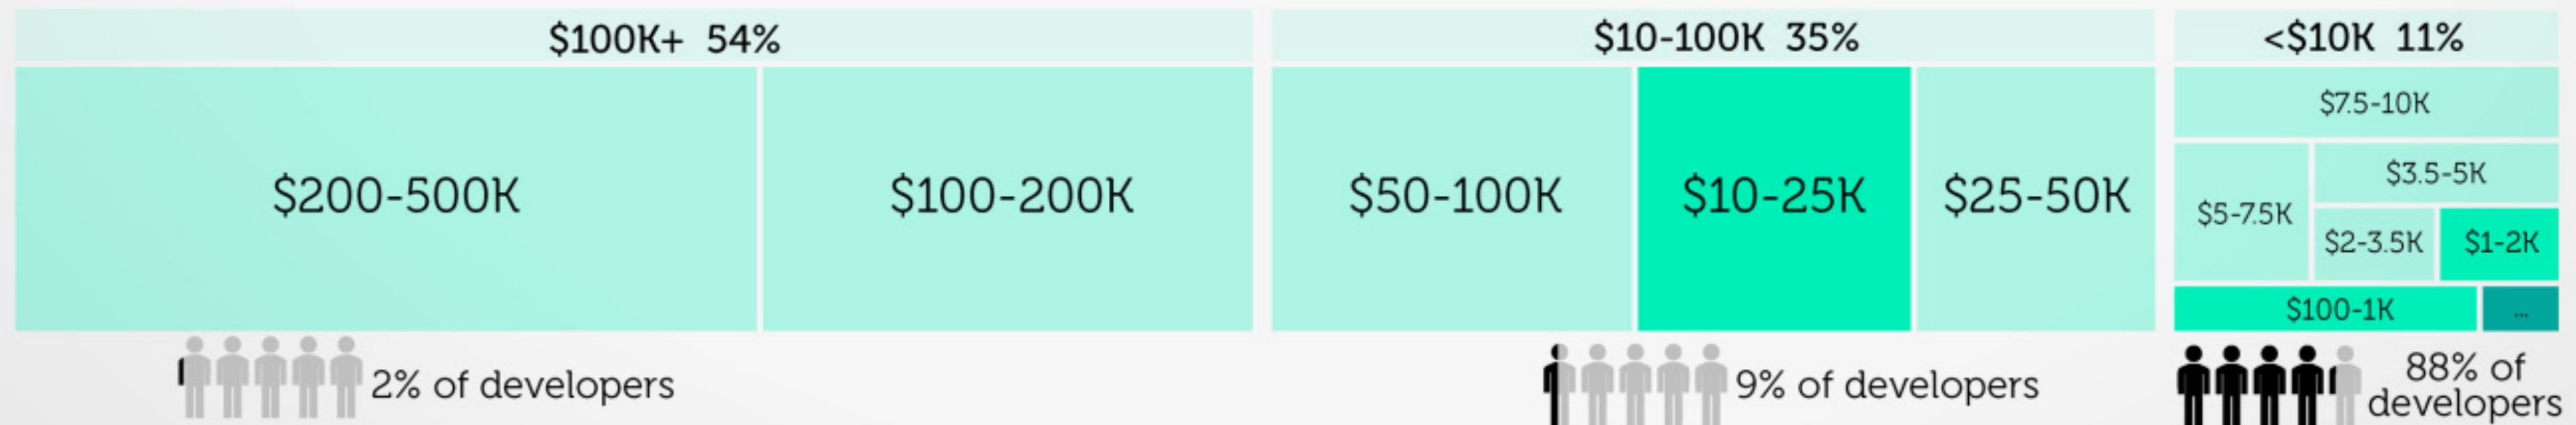 $100K+ 54%
$10-100K 35%
<$10K 11%
$200-500K
$100-200K
$50-100K
$10-25K
$25-50K
$7.5-10K
$5-7.5K
$3.5-5K
$2-3.5K
$1-2K
$100-1K
...
2% of developers
9% of developers
88% of
developers